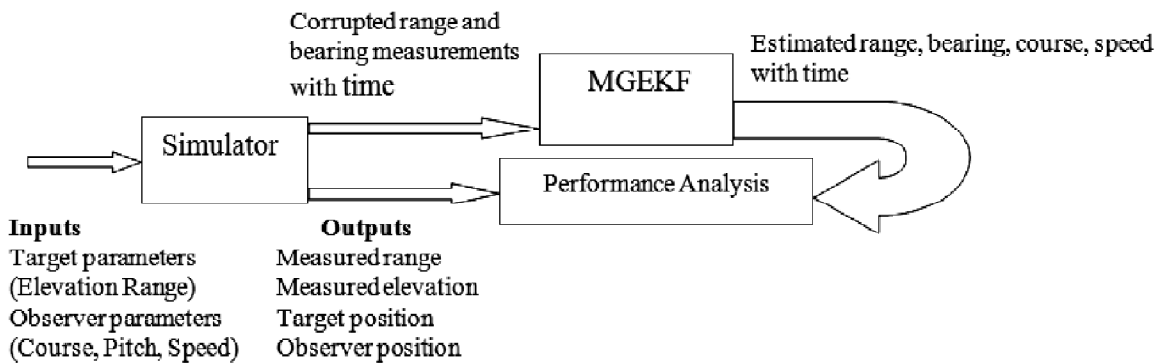 Corrupted range and
bearing measurements
with time
Estimated range, bearing, course, speed
with time
MGEKF
Simulator
Performance Analysis
Inputs
Target parameters
(Elevation Range)
Observer parameters
(Course, Pitch, Speed)
Outputs
Measured range
Measured elevation
Target position
Observer position